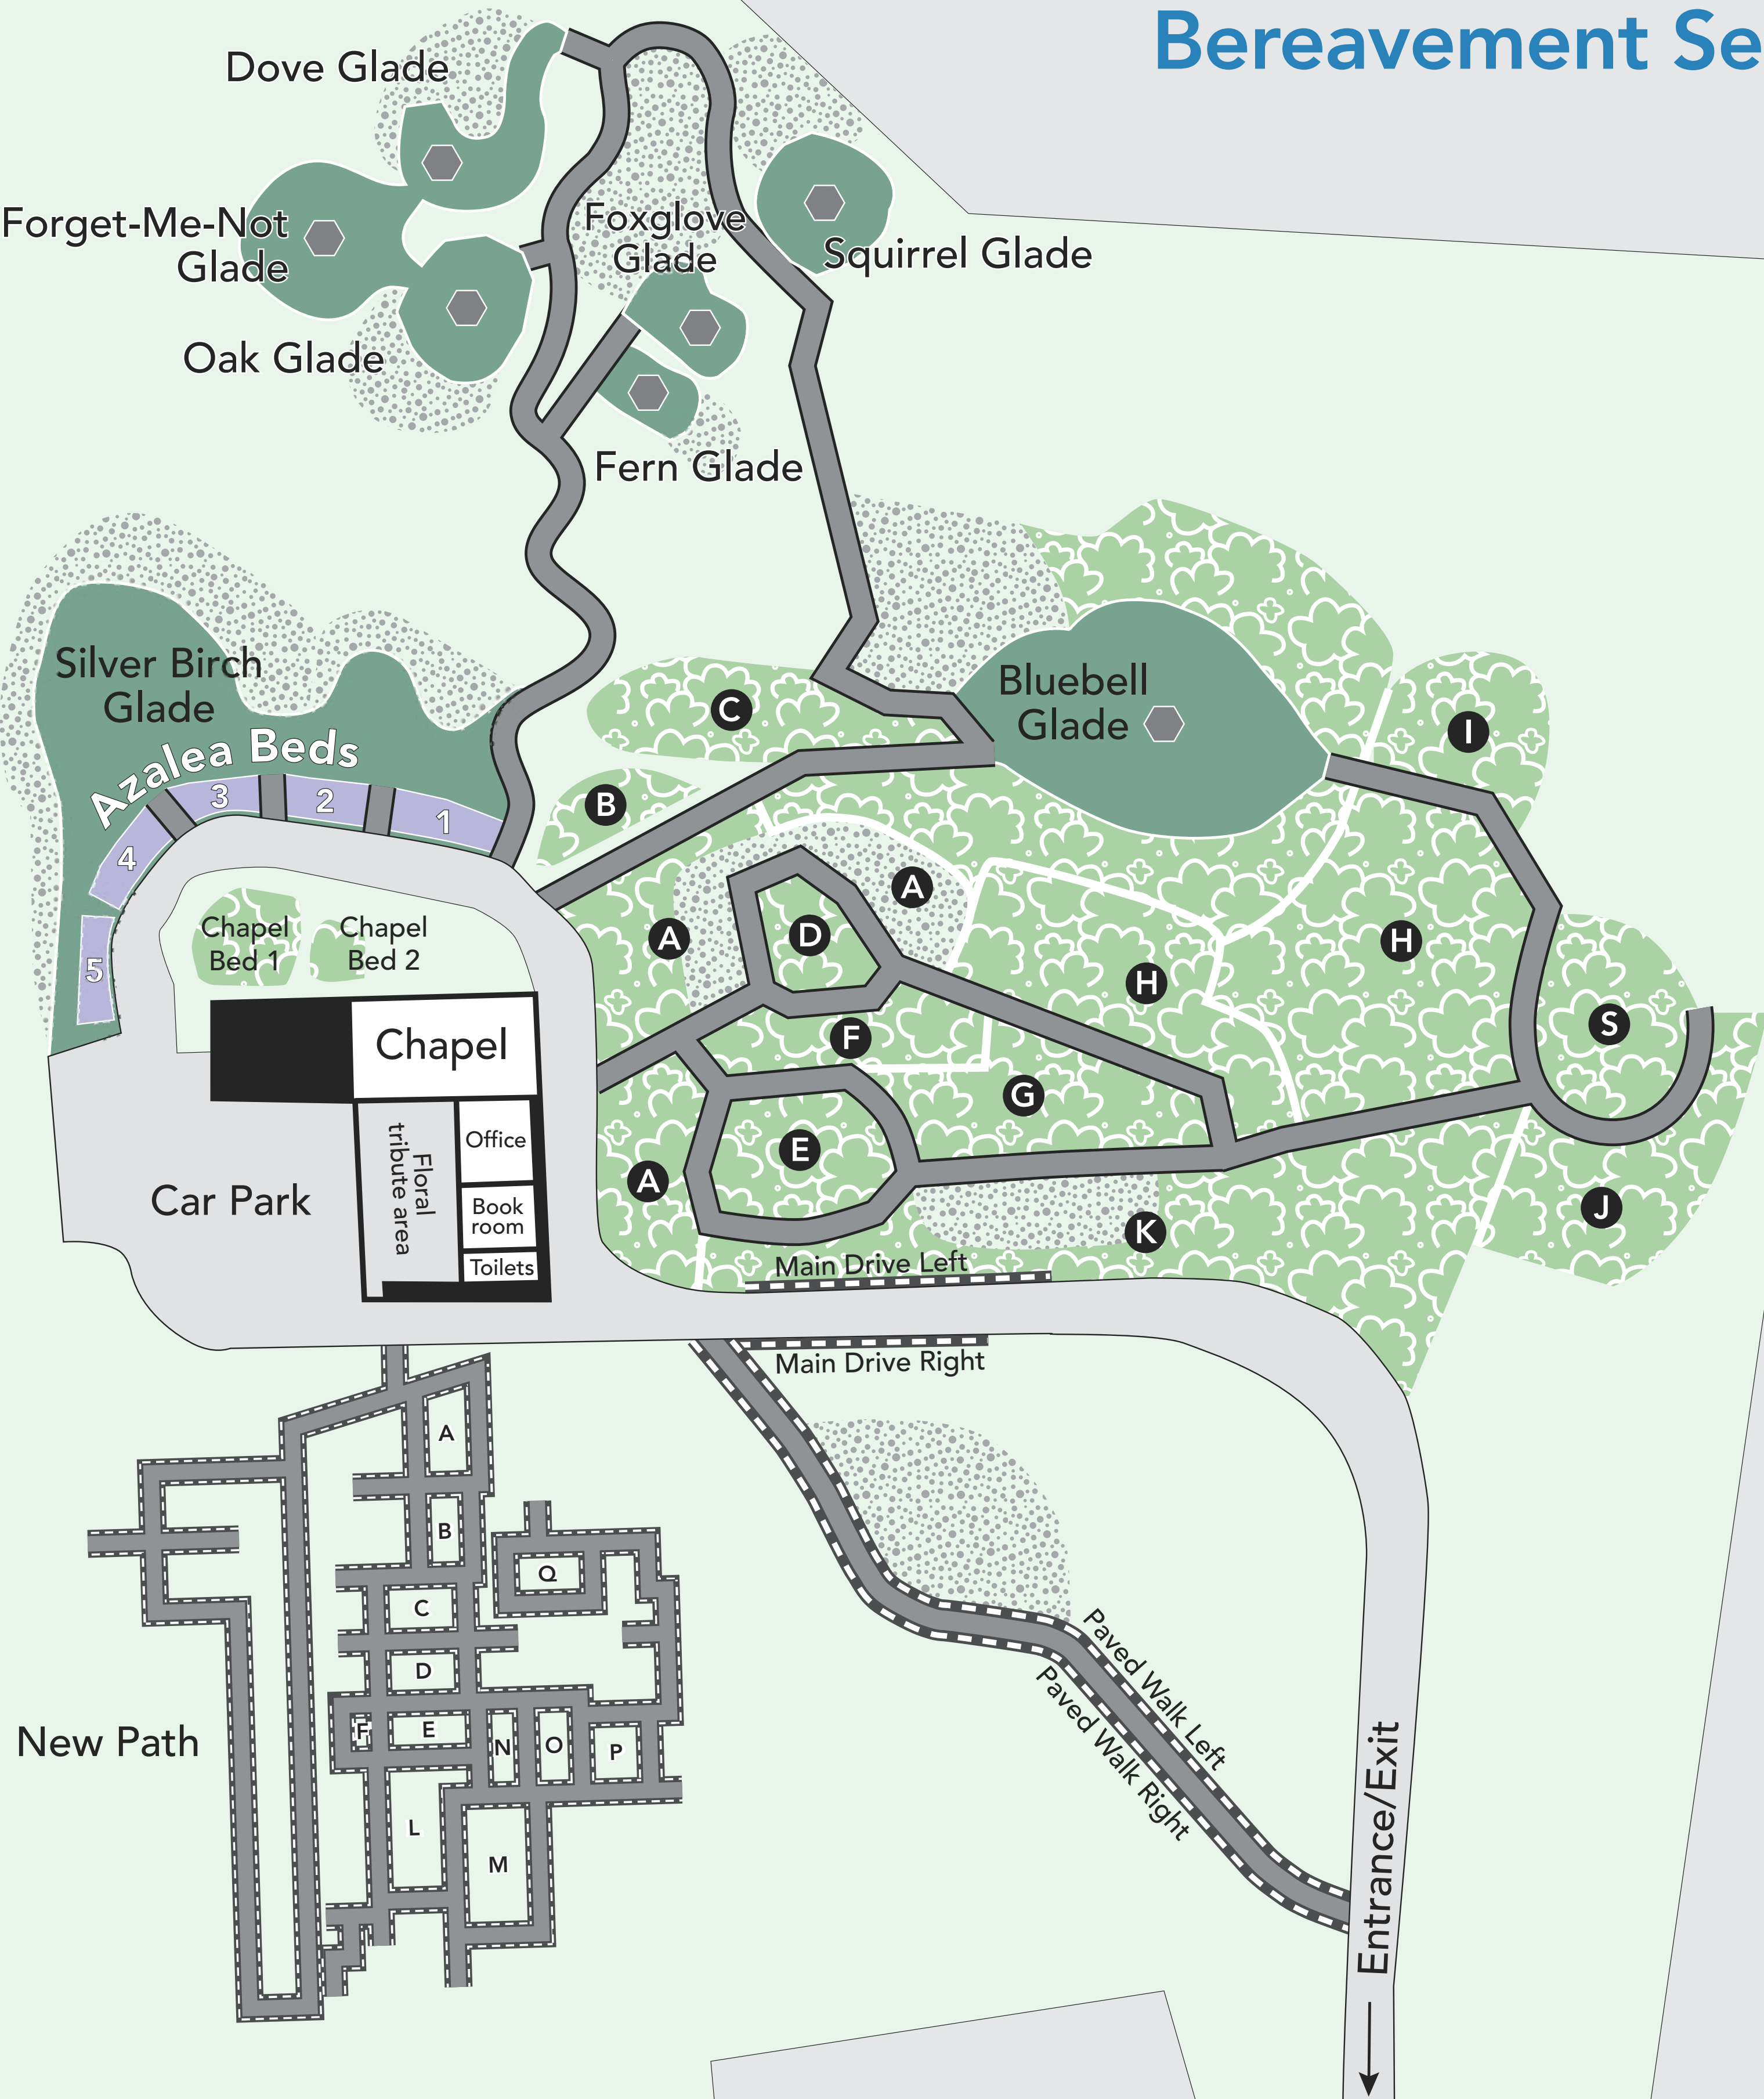 Bereavement Se
Dove Glade
Forget-Me-Not
Glade
Foxglove
Glade
Squirrel Glade
Oak Glade
Fern Glade
Silver Birch
Glade
Azalea Beds
1
2
3
4
5
Bluebell
Glade
C
I
B
A
A
D
H
H
Chapel
Bed 1
Chapel
Bed 2
S
F
Chapel
G
Office
Floral
tribute area
E
A
Car Park
Book
room
J
K
Toilets
Main Drive Left
Main Drive Right
A
B
Q
C
D
F
E
N
O
P
New Path
L
M
Paved Walk Left
Paved Walk Right
Entrance/Exit